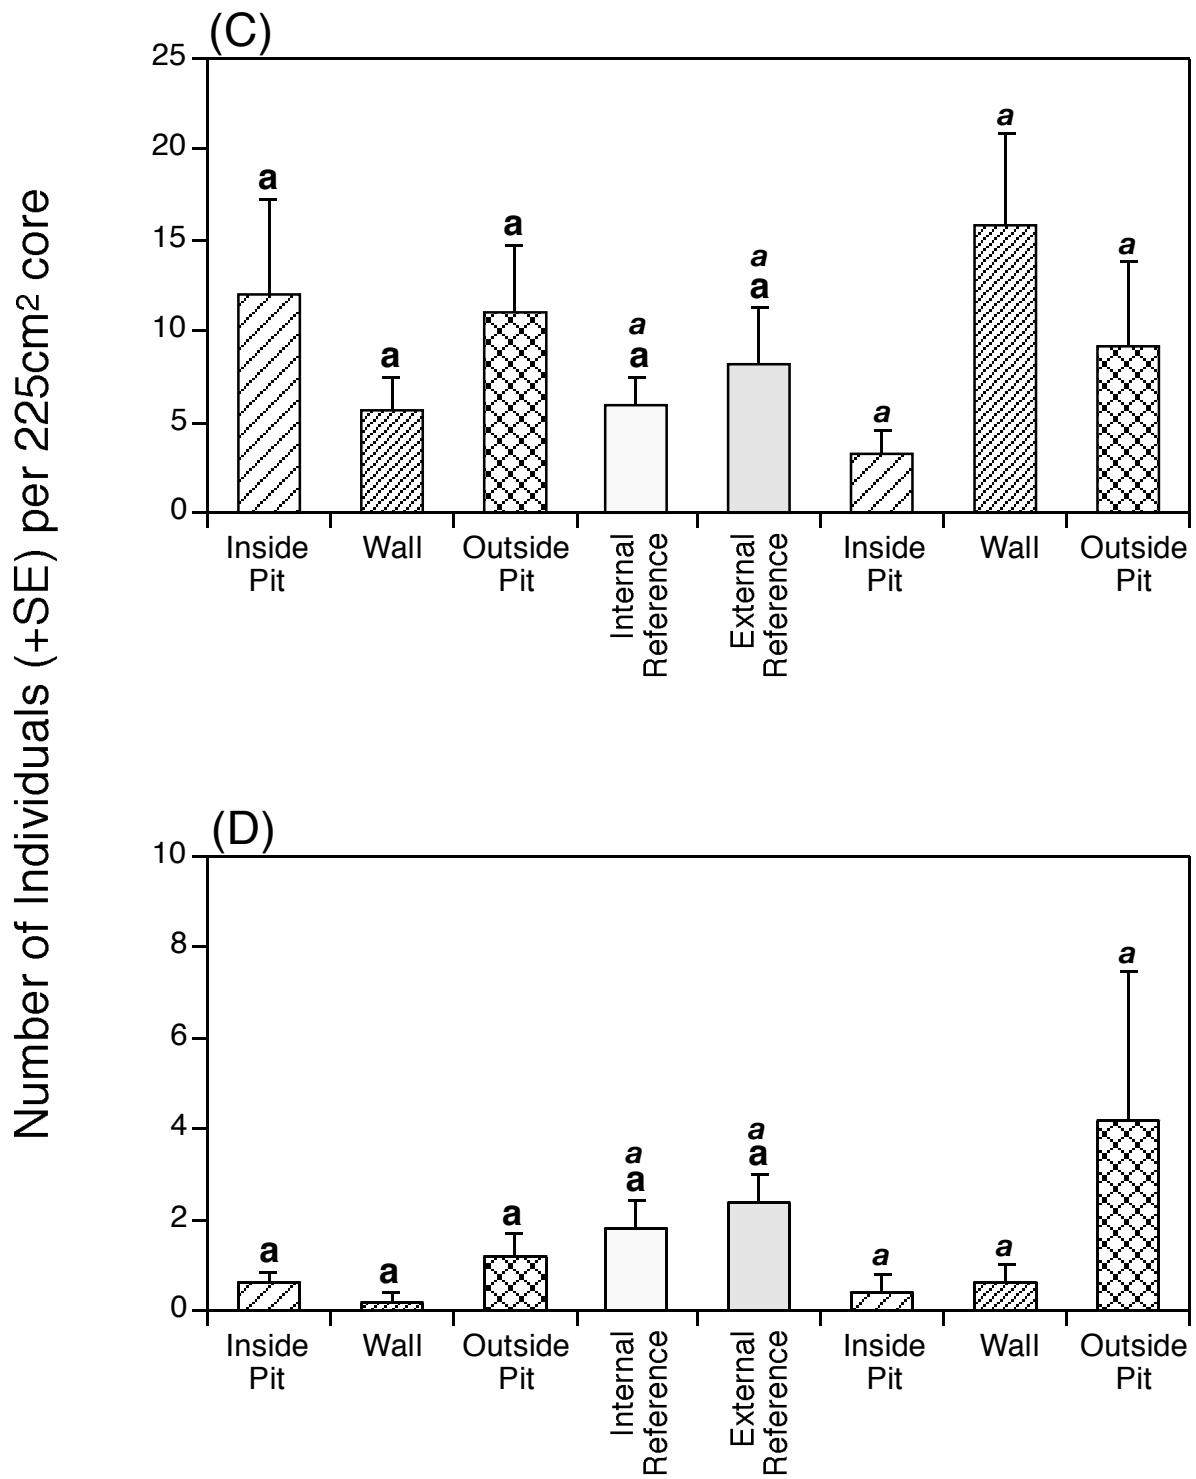 Number of Individuals (+SE) per 225cm² core
(C)
25
20
15
10
5
0
a
a
a
a
a
a
a
a
a
a
Inside Pit
Wall
Outside Pit
Internal Reference
External Reference
Inside Pit
Wall
Outside Pit
(D)
10
8
6
4
2
0
a
a
a
a
a
a
a
a
a
a
Inside Pit
Wall
Outside Pit
Internal Reference
External Reference
Inside Pit
Wall
Outside Pit